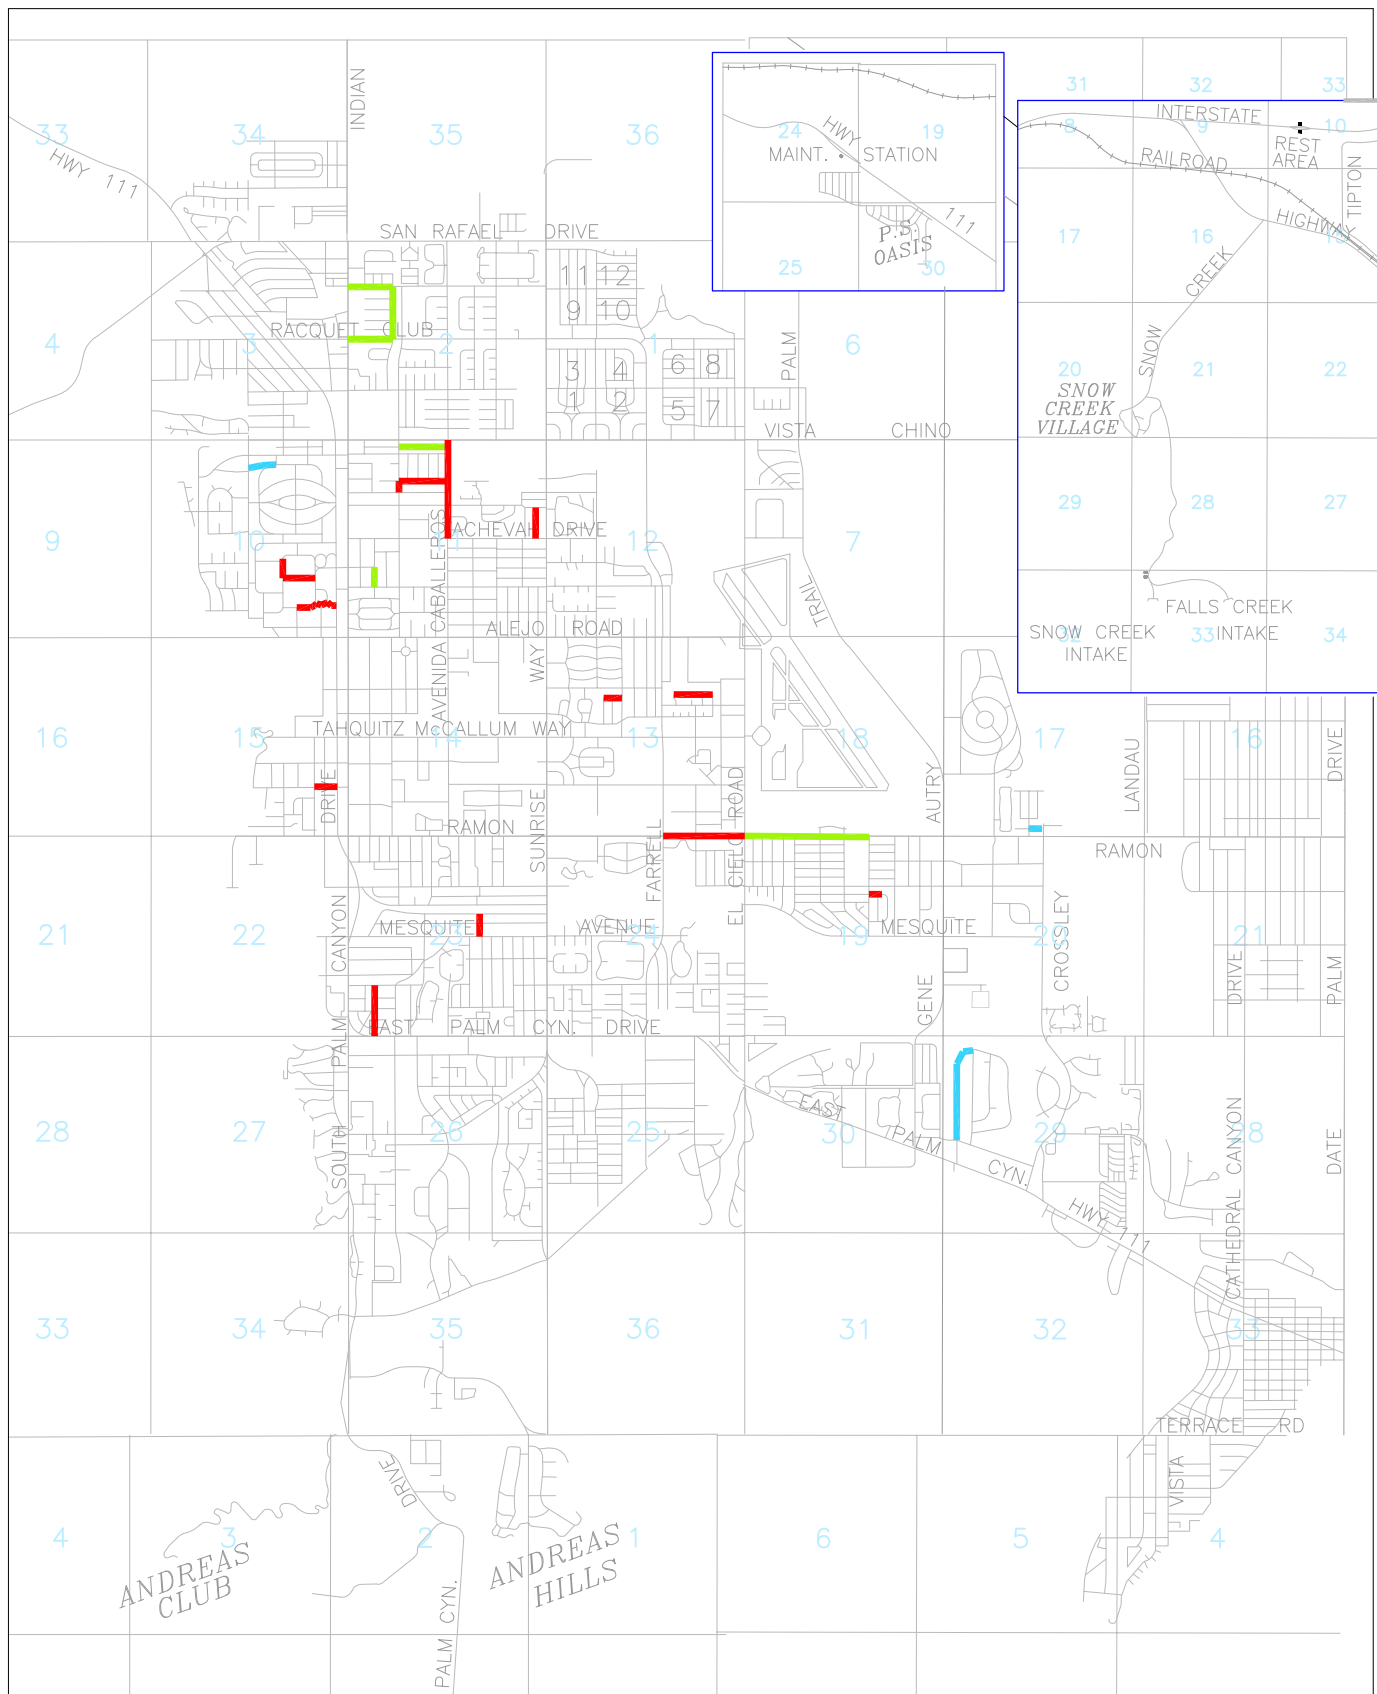 31 32 33
INDIAN
33 34 35 36
HWY 111
24 19
HWY
MAINT. STATION
111
P.S.
OASIS
25 30
INTERSTATE
8 9 10
REST
AREA
RAILROAD
TIPTON
HIGHWAY
17 16 15
CREEK
SNOW
20 21 22
SNOW
CREEK
VILLAGE
29 28 27
FALLS CREEK
INTAKE
SNOW CREEK
INTAKE
32 33 34
SAN RAFAEL DRIVE
11 12
9 10
RACQUET CLUB
4 3 2 1 6
3 4 6 8
1 2 5 7
PALM
VISTA CHINO
9 10 11 12 7
TACHEVAH DRIVE
AVENIDA CABALLEROS
TRAIL
ALEJO ROAD
WAY
TAHQUITZ McCALLUM WAY
16 15 14 13 18 17 16
DRIVE
SUNRISE
ROAD
AUTRY
LANDAU
DRIVE
RAMON
RAMON
FARRELL
EL CIELO
MESQUITE AVENUE MESQUITE
21 22 23 24 19 20 21
PALM CANYON
GENE
CROSSLEY
DRIVE
PALM
EAST PALM CYN. DRIVE
28 27 26 25 30 29 28
SOUTH
EAST PALM CYN.
HWY 111
CATHEDRAL CANYON
DATE
33 34 35 36 31 32 33
TERRACE RD
DRIVE
VISTA
4 3 2 1 6 5 4
ANDREAS
CLUB
ANDREAS
HILLS
PALM CYN.